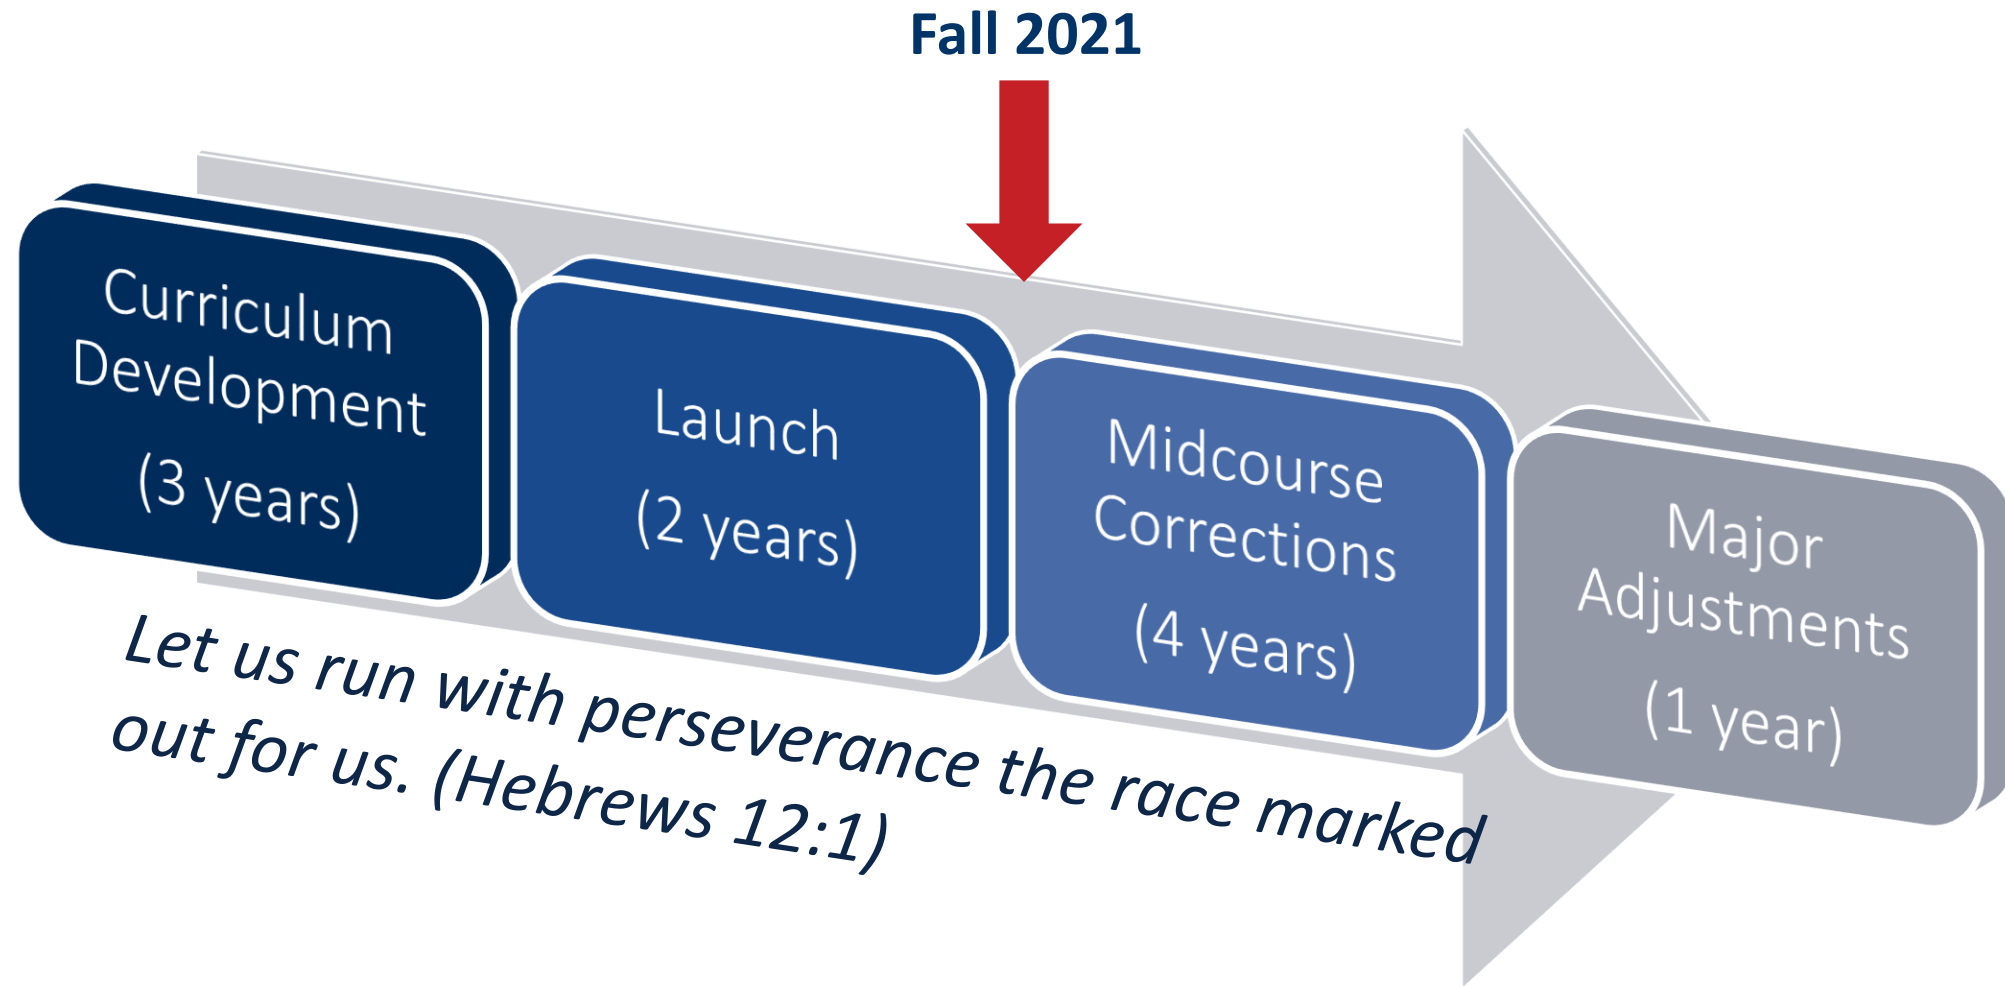 Fall 2021
Curriculum
Development
(3 years)
Launch
(2 years)
Midcourse
Corrections
(4 years)
Major
Adjustments
(1 year)
Let us run with perseverance the race marked
out for us. (Hebrews 12:1)